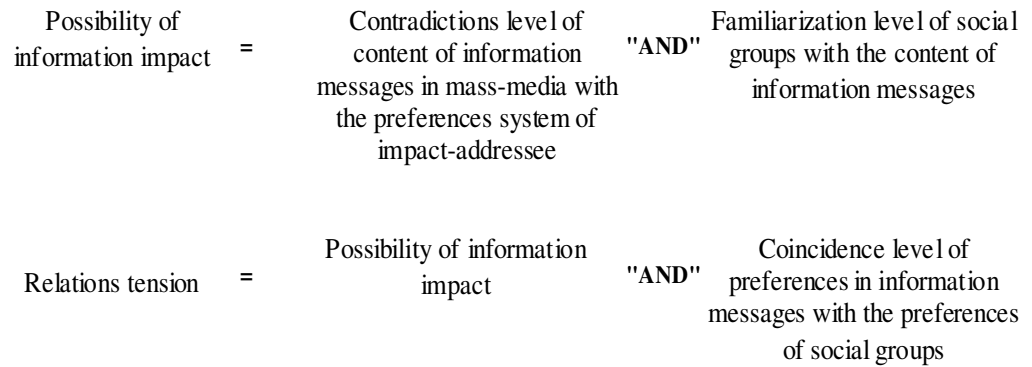 Possibility of
information impact
=
Contradictions level of
content of information
messages in mass-media with
the preferences system of
impact-addressee
"AND"
Familiarization level of social
groups with the content of
information messages
Relations tension
=
Possibility of information
impact
"AND"
Coincidence level of
preferences in information
messages with the preferences
of social groups